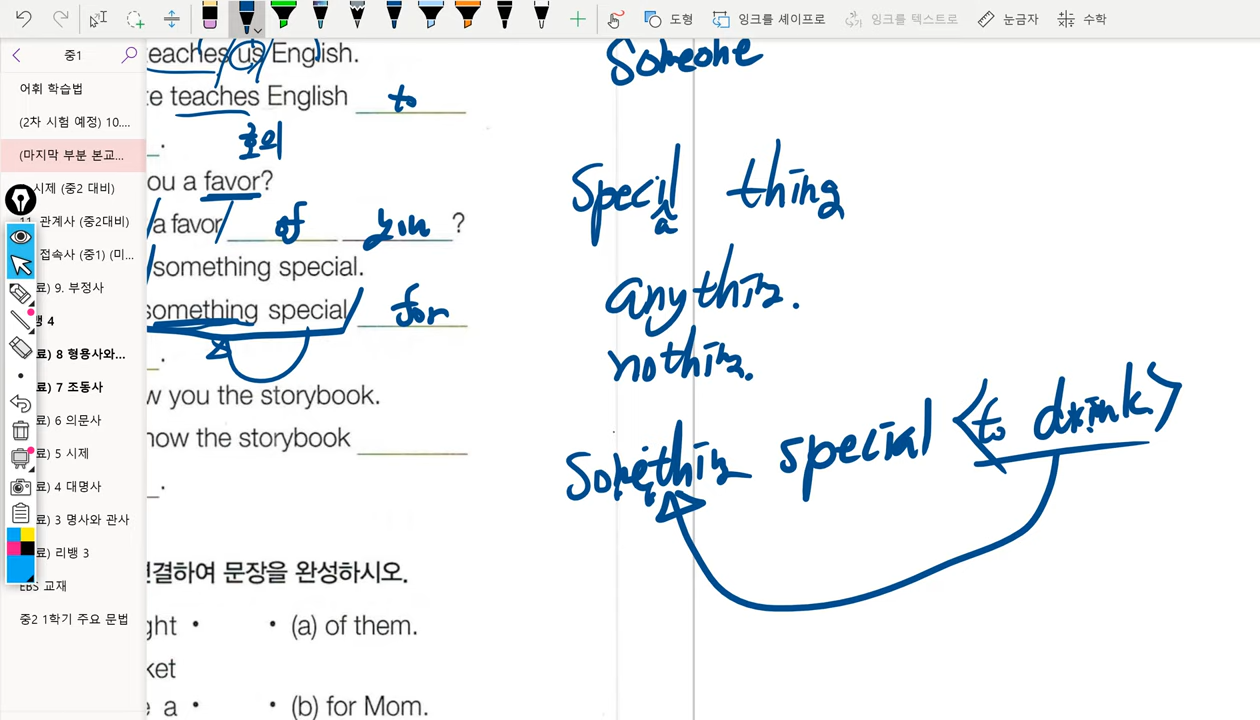 도형 잉크를 셰이프로 잉크를 텍스트로 눈금자 수학
중1
어휘 학습법
(2차 시험 예정) 10....
(마지막 부분 본교...
시제 (중2 대비)
11. 관계사 (중2대비)
접속사 (중1) (미...
료) 9. 부정사
뱅 4
료) 8 형용사와...
료) 7 조동사
료) 6 의문사
료) 5 시제
료) 4 대명사
료) 3 명사와 관사
료) 리뱅 3
EBS 교재
중2 1학기 주요 문법
eaches us English.
te teaches English to
호의
ou a favor?
a favor of you ?
something special.
something special for
w you the storybook.
how the storybook
연결하여 문장을 완성하시오.
ght • • (a) of them.
ket
e a • • (b) for Mom.
Someone
Special thing
a
anything.
nothing.
Something special <to drink>